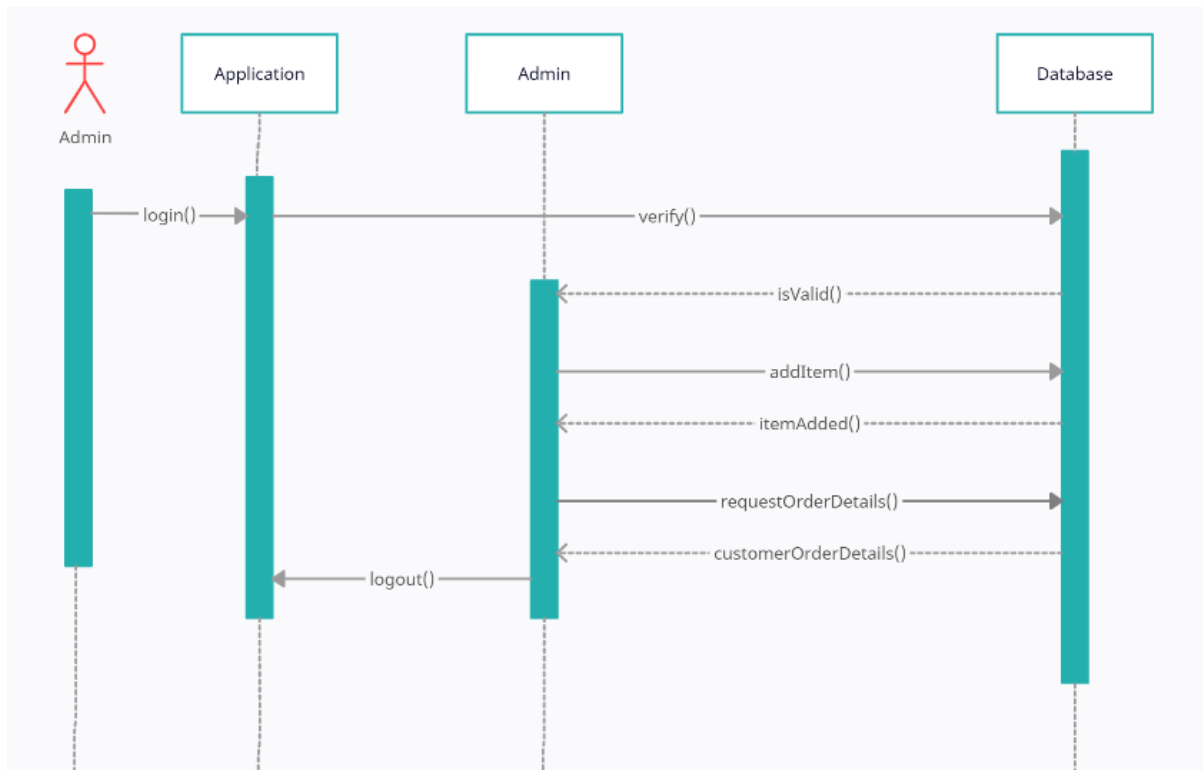 Application
Admin
Database
Admin
login()
verify()
isValid()
addItem()
itemAdded()
requestOrderDetails()
customerOrderDetails()
logout()